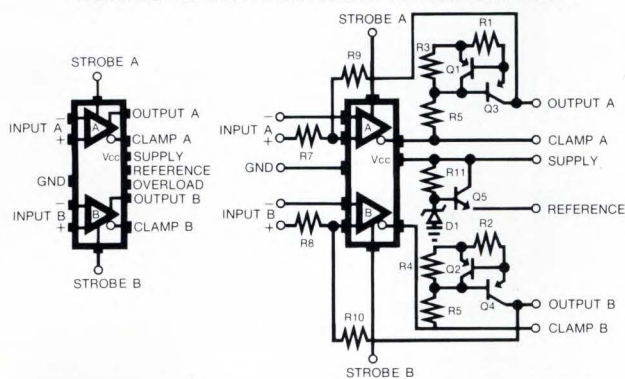 STROBE A
INPUT A
−
+
A
OUTPUT A
CLAMP A
Vcc
SUPPLY
REFERENCE
OVERLOAD
GND
INPUT B
−
+
B
OUTPUT B
CLAMP B
STROBE B
STROBE A
R9
R1
R3
Q1
Q3
OUTPUT A
R5
−
INPUT A
+
R7
A
CLAMP A
GND
Vcc
SUPPLY
R11
Q5
REFERENCE
D1
−
INPUT B
+
R8
B
R2
R4
Q2
Q4
R5
OUTPUT B
R10
CLAMP B
STROBE B